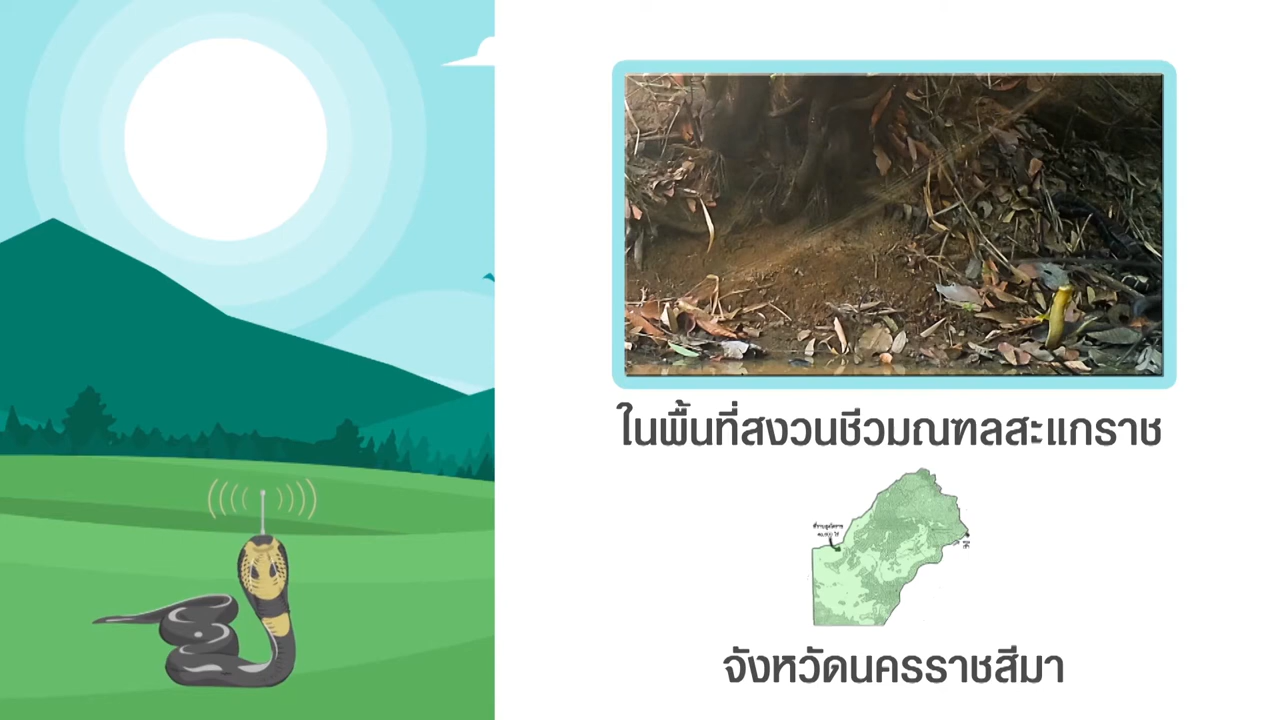 ในพื้นที่สงวนชีวมณฑลสะแกราช
จังหวัดนครราชสีมา